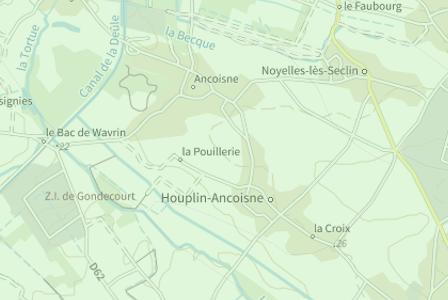 le Faubourg
la Tortue
Canal de la Deûle
la Becque
Noyelles-lès-Seclin
Ancoisne
signies
le Bac de Wavrin
22
la Pouillerie
Z.I. de Gondecourt
Houplin-Ancoisne
la Croix
26
D62